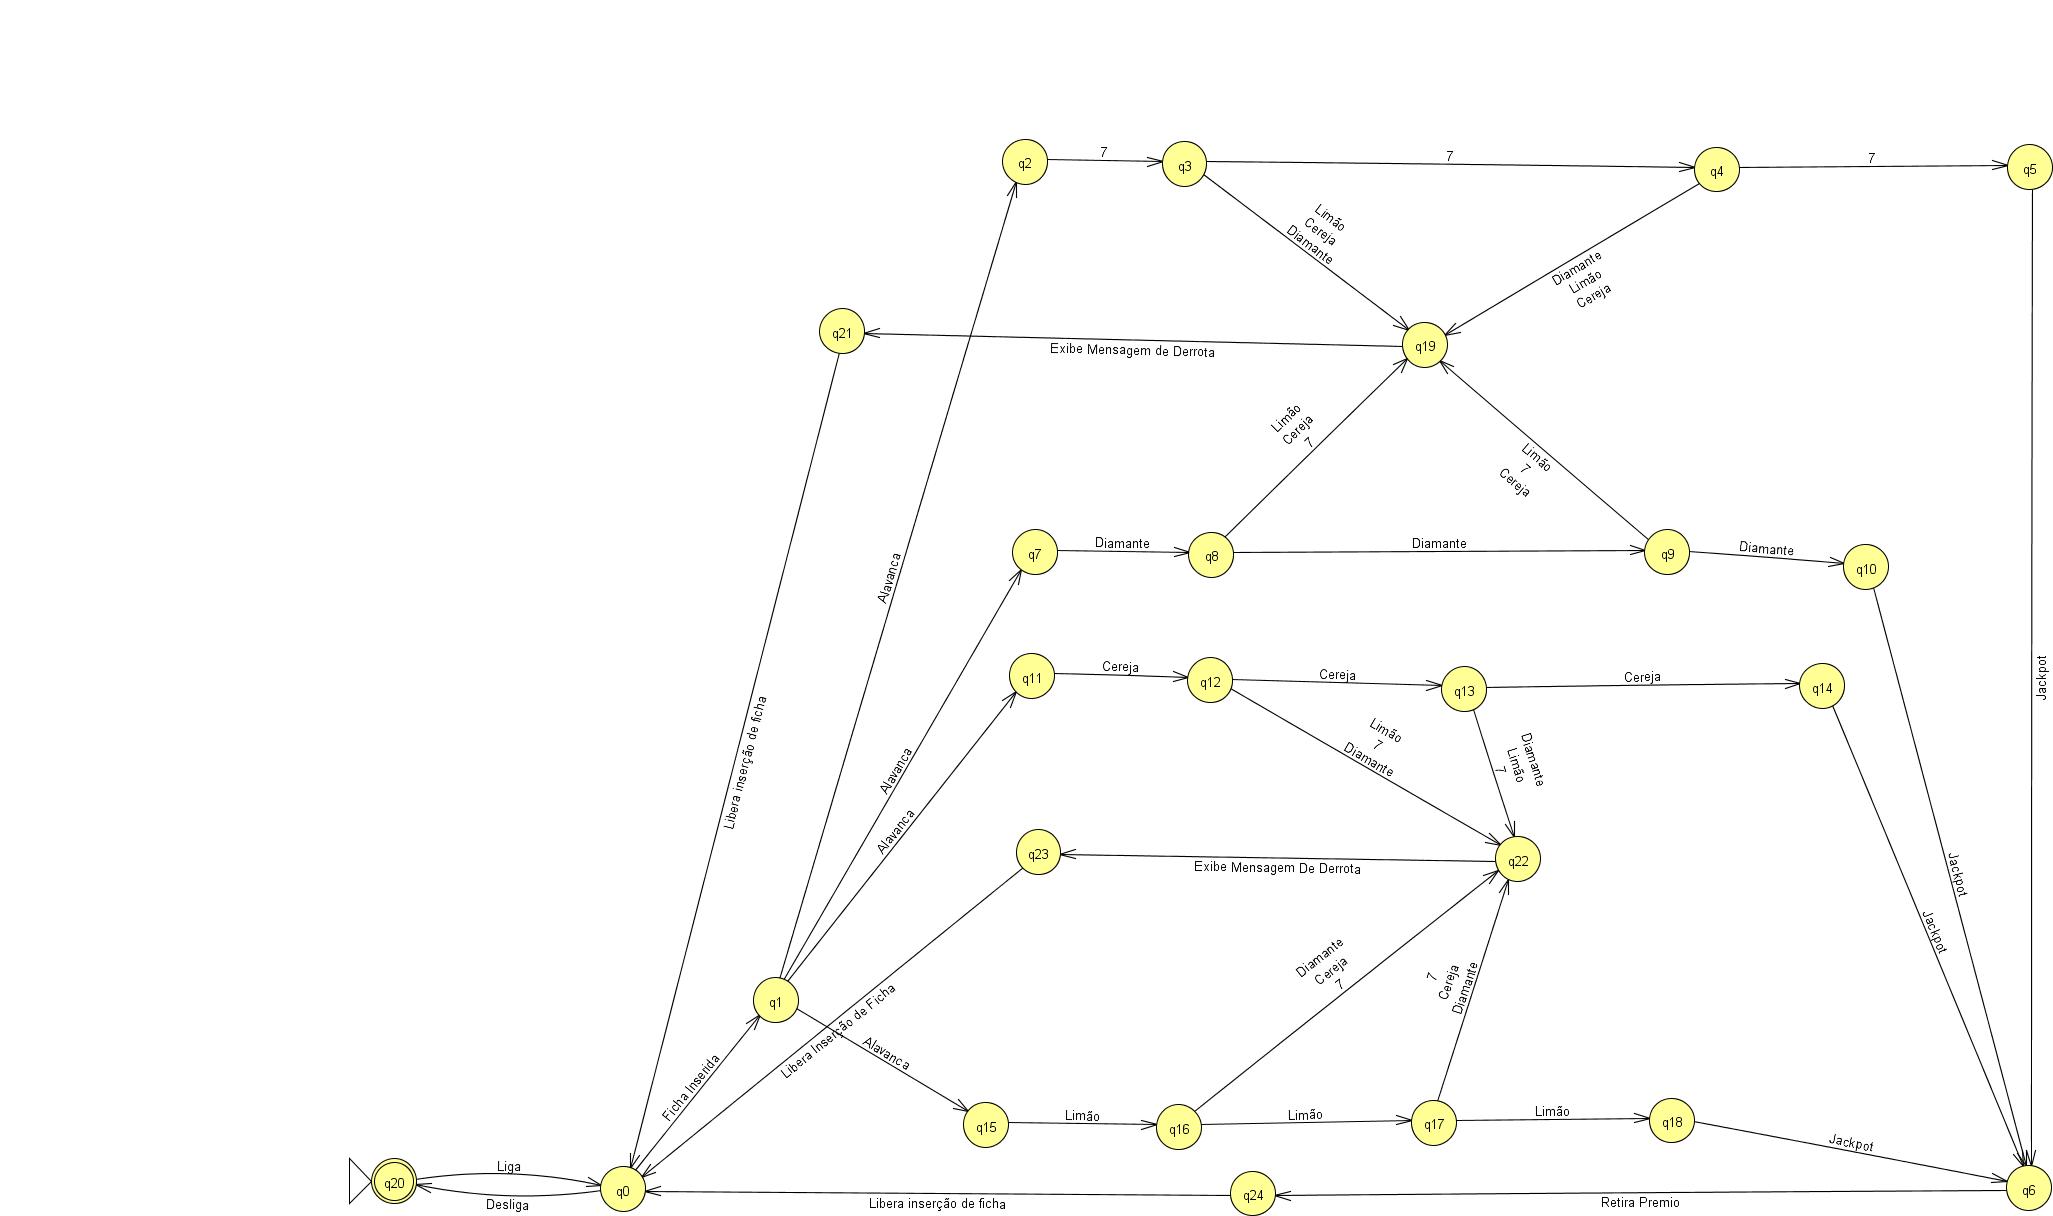 q2
7
q3
7
q4
7
q5
Limão
Cereja
Diamante
Diamante
Limão
Cereja
q21
Exibe Mensagem de Derrota
q19
Limão
Cereja
7
Limão
7
Cereja
Alavanca
q7
Diamante
q8
Diamante
q9
Diamante
q10
Jackpot
q11
Cereja
q12
Cereja
q13
Cereja
q14
Libera inserção de ficha
Alavanca
Alavanca
Limão
7
Diamante
Diamante
Limão
7
q23
Exibe Mensagem De Derrota
q22
Jackpot
Jackpot
q1
Diamante
Cereja
7
7
Cereja
Diamante
Libera Inserção de Ficha
Ficha Inserida
Alavanca
q15
Limão
q16
Limão
q17
Limão
q18
Jackpot
q20
Liga
Desliga
q0
Libera inserção de ficha
q24
Retira Premio
q6